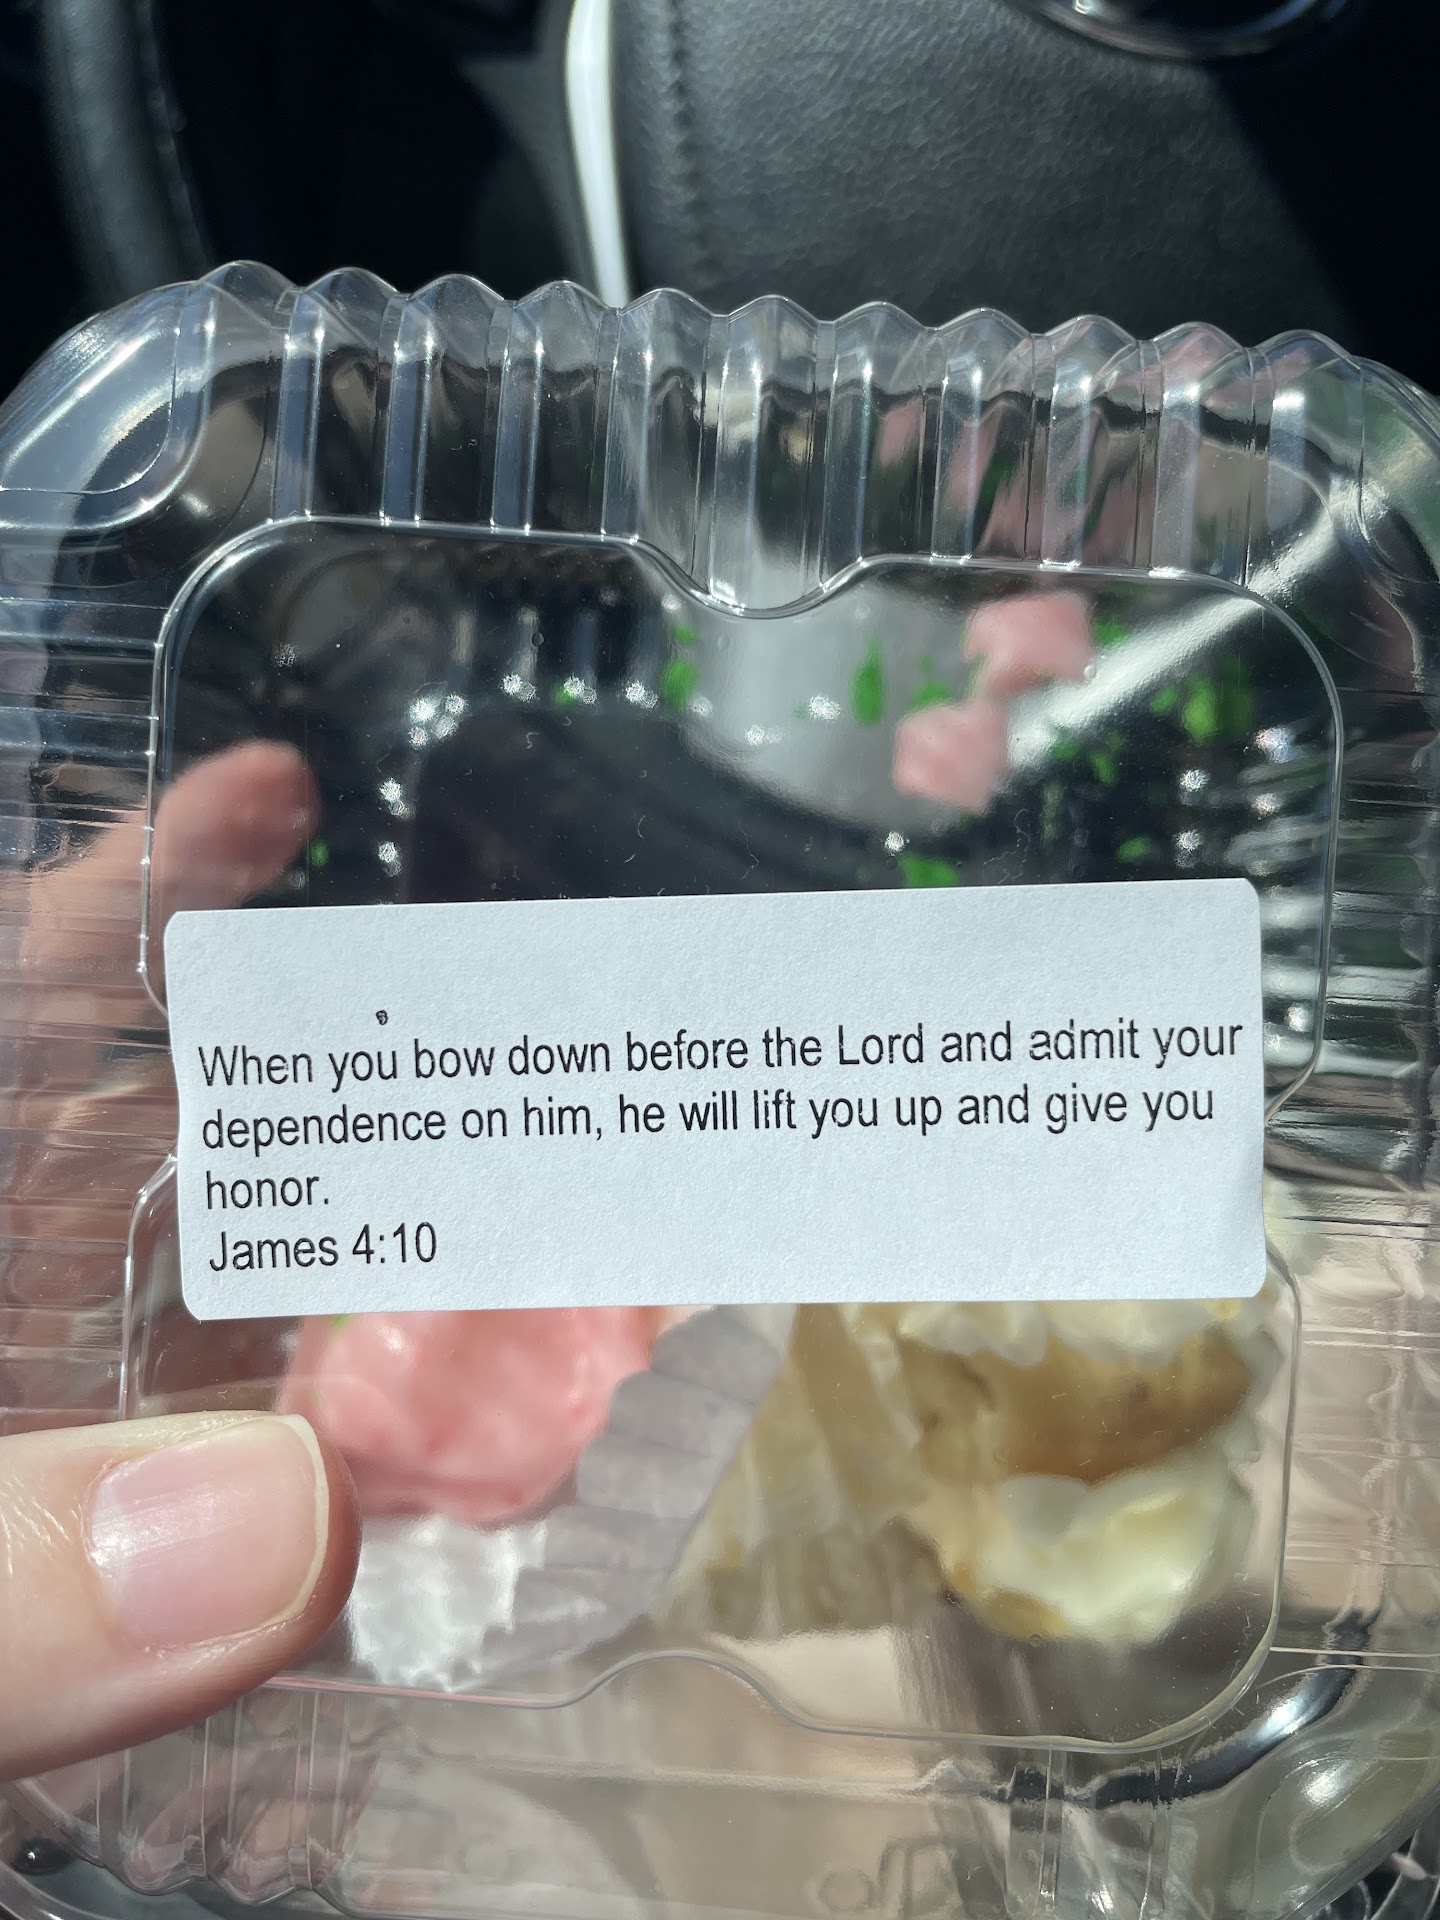 When you bow down before the Lord and admit your
dependence on him, he will lift you up and give you
honor.
James 4:10